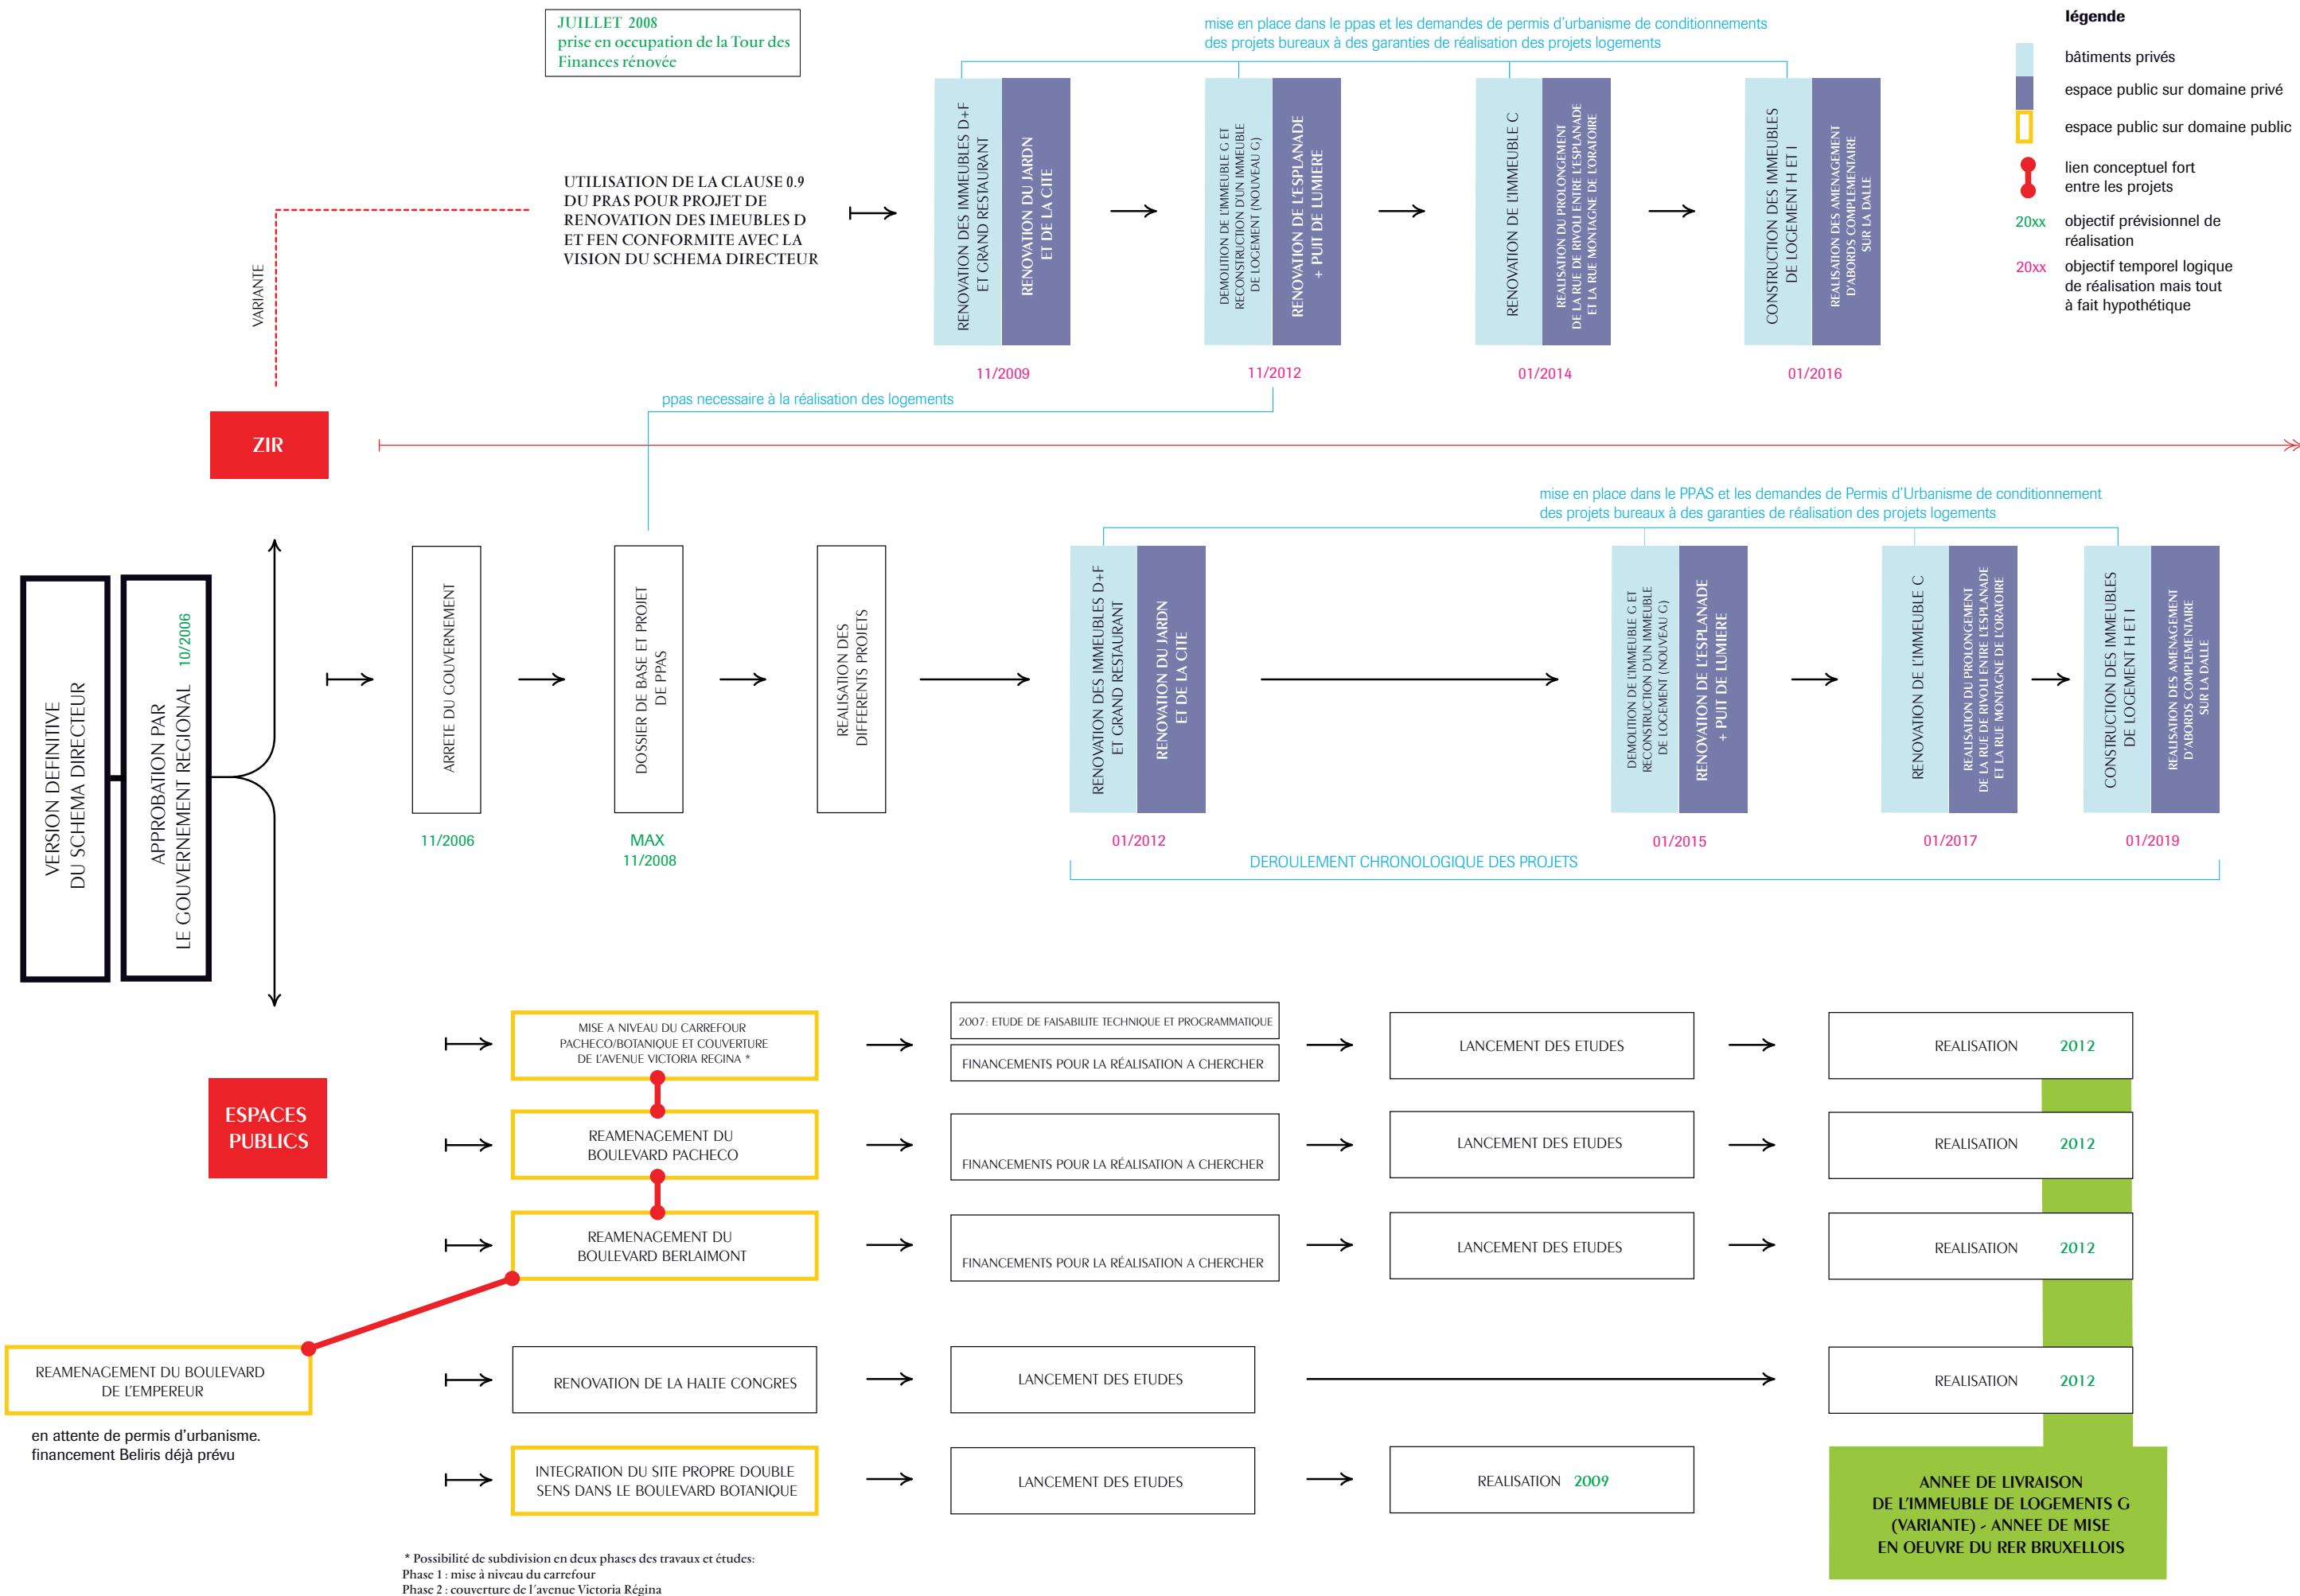 JUILLET 2008
prise en occupation de la Tour des
Finances rénovée
mise en place dans le ppas et les demandes de permis d'urbanisme de conditionnements
des projets bureaux à des garanties de réalisation des projets logements
légende
bâtiments privés
espace public sur domaine privé
espace public sur domaine public
lien conceptuel fort
entre les projets
20xx objectif prévisionnel de
réalisation
20xx objectif temporel logique
de réalisation mais tout
à fait hypothétique
VARIANTE
UTILISATION DE LA CLAUSE 0.9
DU PRAS POUR PROJET DE
RENOVATION DES IMEUBLES D
ET FEN CONFORMITE AVEC LA
VISION DU SCHEMA DIRECTEUR
RENOVATION DES IMMEUBLES D+F
ET GRAND RESTAURANT
RENOVATION DU JARDN
ET DE LA CITE
11/2009
DEMOLITION DE L'IMMEUBLE G ET
RECONSTRUCTION D'UN IMMEUBLE
DE LOGEMENT (NOUVEAU G)
RENOVATION DE L'ESPLANADE
+ PUIT DE LUMIERE
11/2012
RENOVATION DE L'IMMEUBLE C
REALISATION DU PROLONGEMENT
DE LA RUE DE RIVOLI ENTRE L'ESPLANADE
ET LA RUE MONTAGNE DE L'ORATOIRE
01/2014
CONSTRUCTION DES IMMEUBLES
DE LOGEMENT H ET I
REALISATION DES AMENAGEMENT
D'ABORDS COMPLEMENTAIRE
SUR LA DALLE
01/2016
ppas necessaire à la réalisation des logements
ZIR
mise en place dans le PPAS et les demandes de Permis d'Urbanisme de conditionnement
des projets bureaux à des garanties de réalisation des projets logements
VERSION DEFINITIVE
DU SCHEMA DIRECTEUR
APPROBATION PAR
LE GOUVERNEMENT REGIONAL 10/2006
ARRETE DU GOUVERNEMENT
11/2006
DOSSIER DE BASE ET PROJET
DE PPAS
MAX
11/2008
REALISATION DES
DIFFERENTS PROJETS
RENOVATION DES IMMEUBLES D+F
ET GRAND RESTAURANT
RENOVATION DU JARDN
ET DE LA CITE
01/2012
DEMOLITION DE L'IMMEUBLE G ET
RECONSTRUCTION D'UN IMMEUBLE
DE LOGEMENT (NOUVEAU G)
RENOVATION DE L'ESPLANADE
+ PUIT DE LUMIERE
01/2015
RENOVATION DE L'IMMEUBLE C
REALISATION DU PROLONGEMENT
DE LA RUE DE RIVOLI ENTRE L'ESPLANADE
ET LA RUE MONTAGNE DE L'ORATOIRE
01/2017
CONSTRUCTION DES IMMEUBLES
DE LOGEMENT H ET I
REALISATION DES AMENAGEMENT
D'ABORDS COMPLEMENTAIRE
SUR LA DALLE
01/2019
DEROULEMENT CHRONOLOGIQUE DES PROJETS
ESPACES
PUBLICS
MISE A NIVEAU DU CARREFOUR
PACHECO/BOTANIQUE ET COUVERTURE
DE L'AVENUE VICTORIA REGINA *
2007: ETUDE DE FAISABILITE TECHNIQUE ET PROGRAMMATIQUE
FINANCEMENTS POUR LA RÉALISATION A CHERCHER
LANCEMENT DES ETUDES
REALISATION 2012
REAMENAGEMENT DU
BOULEVARD PACHECO
FINANCEMENTS POUR LA RÉALISATION A CHERCHER
LANCEMENT DES ETUDES
REALISATION 2012
REAMENAGEMENT DU
BOULEVARD BERLAIMONT
FINANCEMENTS POUR LA RÉALISATION A CHERCHER
LANCEMENT DES ETUDES
REALISATION 2012
REAMENAGEMENT DU BOULEVARD
DE L'EMPEREUR
en attente de permis d'urbanisme.
financement Beliris déjà prévu
RENOVATION DE LA HALTE CONGRES
LANCEMENT DES ETUDES
REALISATION 2012
INTEGRATION DU SITE PROPRE DOUBLE
SENS DANS LE BOULEVARD BOTANIQUE
LANCEMENT DES ETUDES
REALISATION 2009
ANNEE DE LIVRAISON
DE L'IMMEUBLE DE LOGEMENTS G
(VARIANTE) - ANNEE DE MISE
EN OEUVRE DU RER BRUXELLOIS
* Possibilité de subdivision en deux phases des travaux et études:
Phase 1 : mise à niveau du carrefour
Phase 2 : couverture de l'avenue Victoria Régina